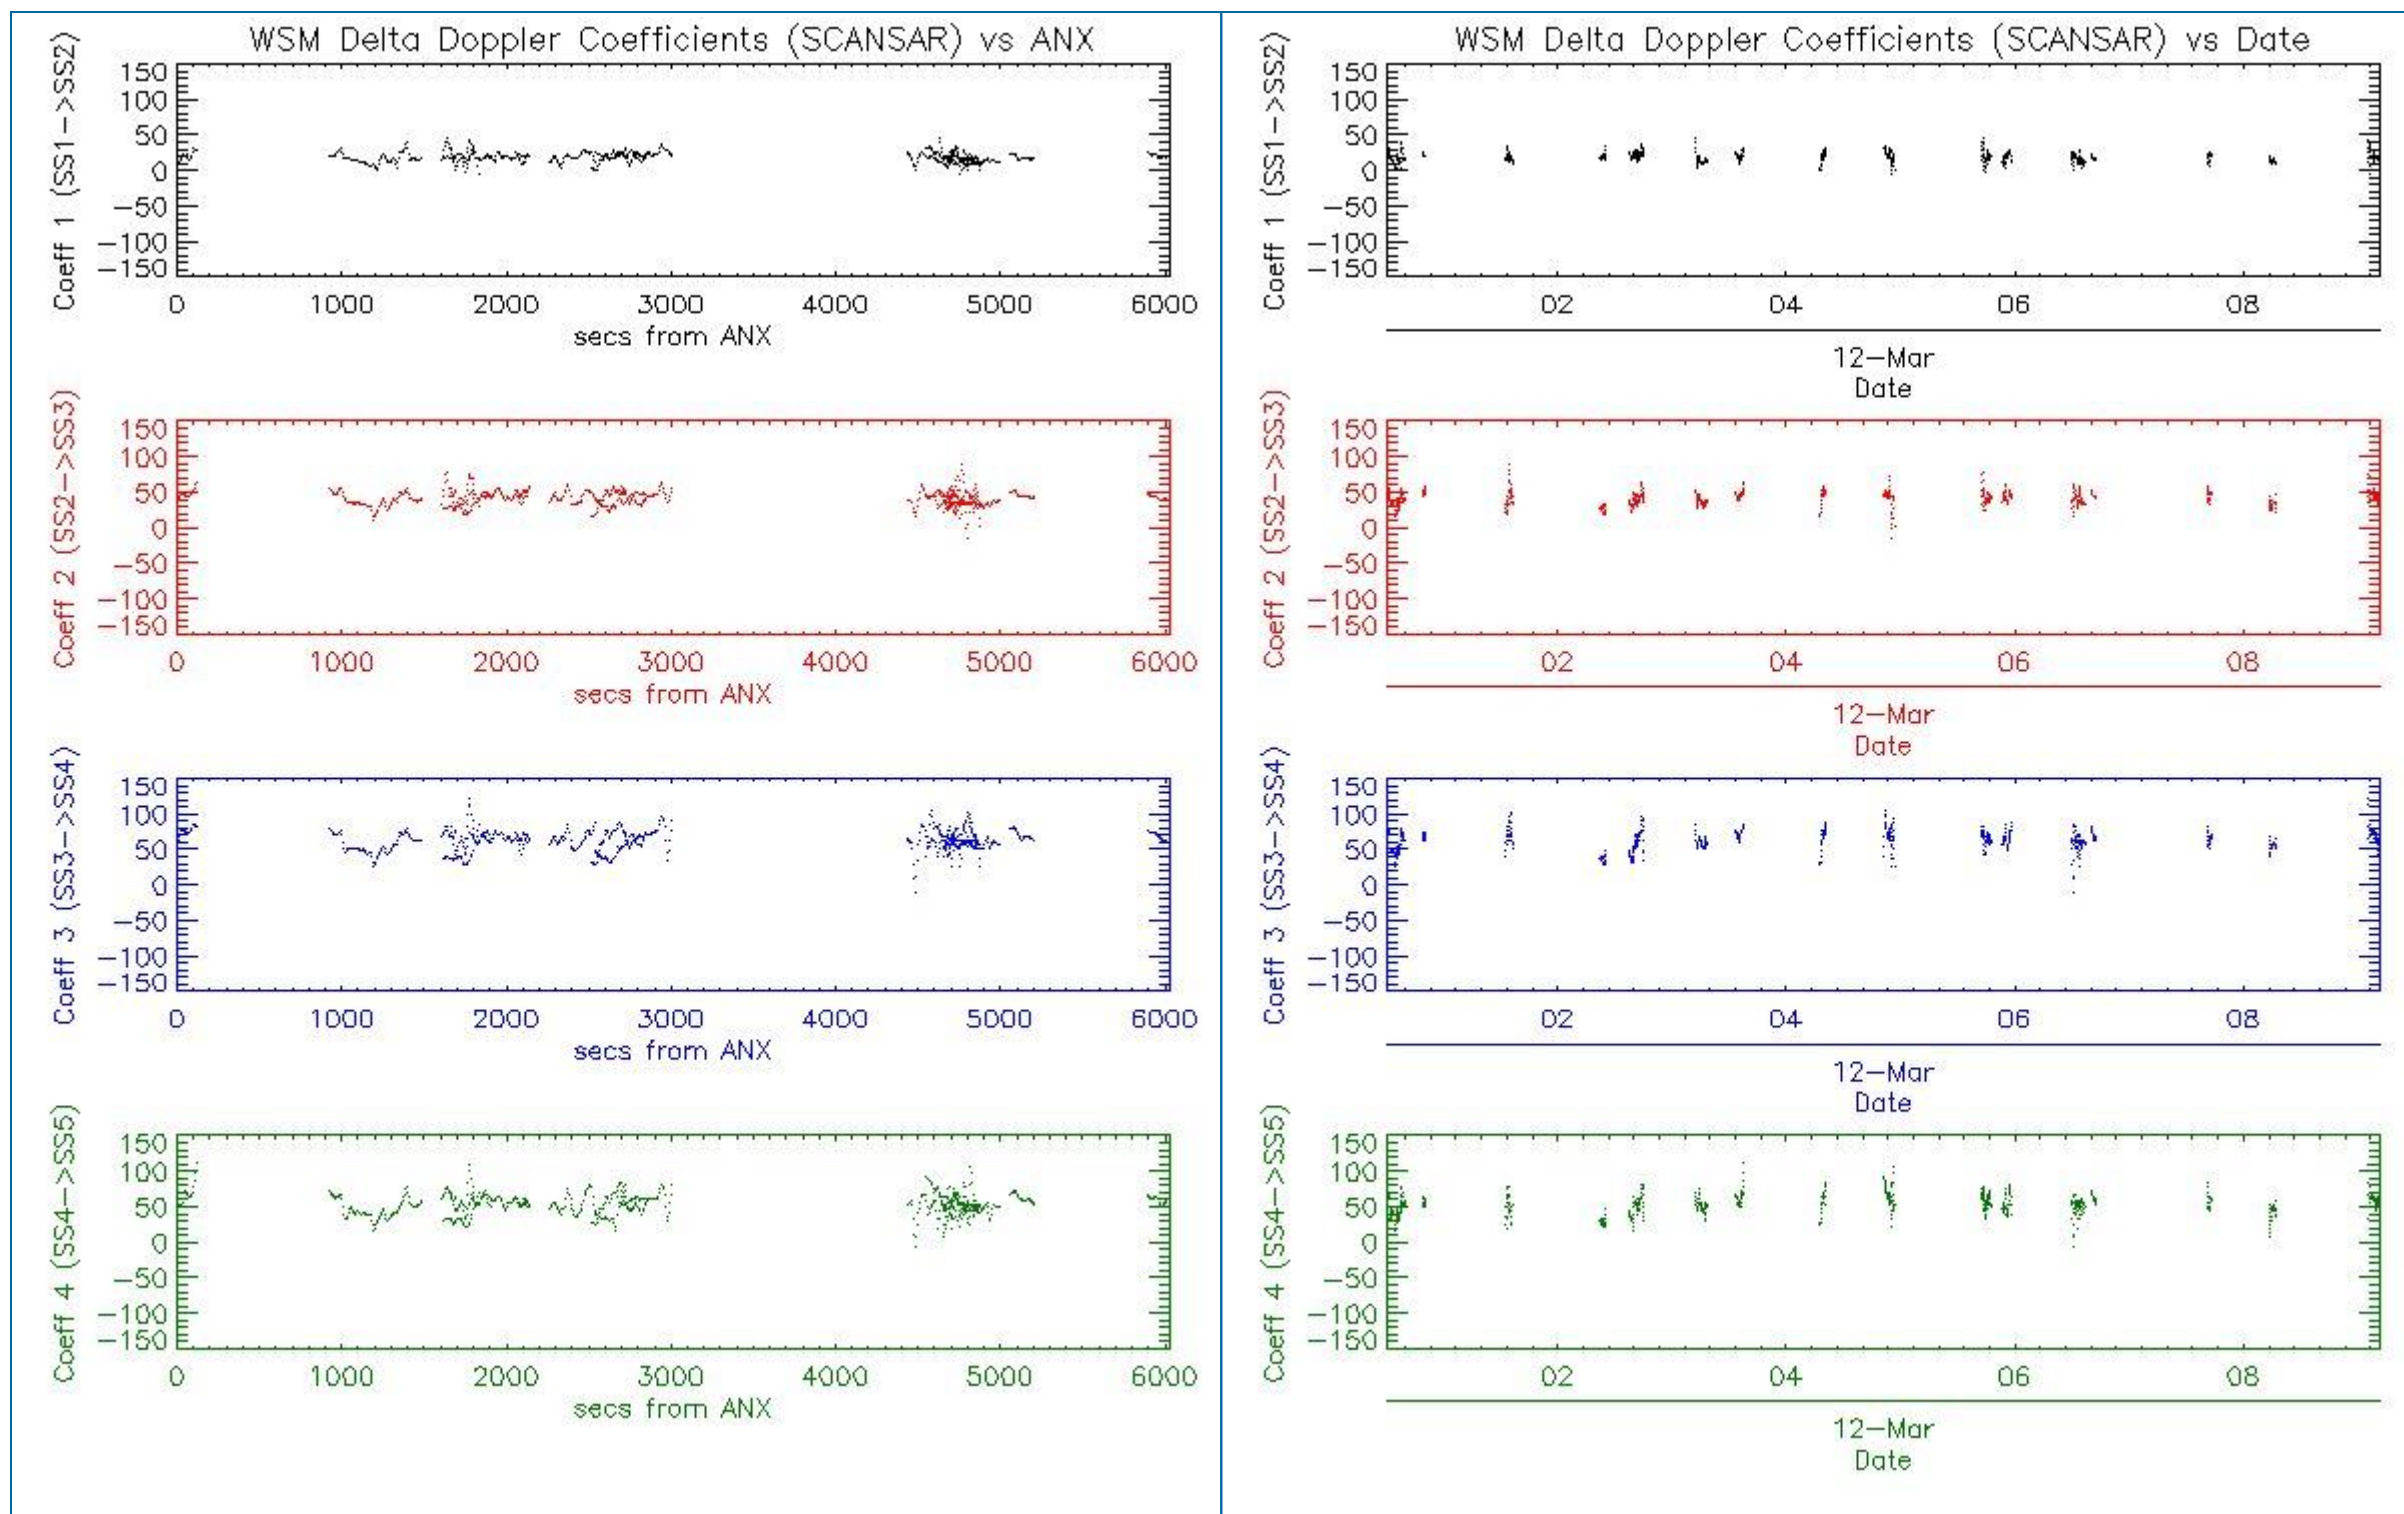 WSM Delta Doppler Coefficients (SCANSAR) vs ANX
Coeff 1 (SS1->SS2)
150
100
50
0
-50
-100
-150
0 1000 2000 3000 4000 5000 6000
secs from ANX
Coeff 2 (SS2->SS3)
150
100
50
0
-50
-100
-150
0 1000 2000 3000 4000 5000 6000
secs from ANX
Coeff 3 (SS3->SS4)
150
100
50
0
-50
-100
-150
0 1000 2000 3000 4000 5000 6000
secs from ANX
Coeff 4 (SS4->SS5)
150
100
50
0
-50
-100
-150
0 1000 2000 3000 4000 5000 6000
secs from ANX
WSM Delta Doppler Coefficients (SCANSAR) vs Date
Coeff 1 (SS1->SS2)
150
100
50
0
-50
-100
-150
02 04 06 08
12-Mar
Date
Coeff 2 (SS2->SS3)
150
100
50
0
-50
-100
-150
02 04 06 08
12-Mar
Date
Coeff 3 (SS3->SS4)
150
100
50
0
-50
-100
-150
02 04 06 08
12-Mar
Date
Coeff 4 (SS4->SS5)
150
100
50
0
-50
-100
-150
02 04 06 08
12-Mar
Date